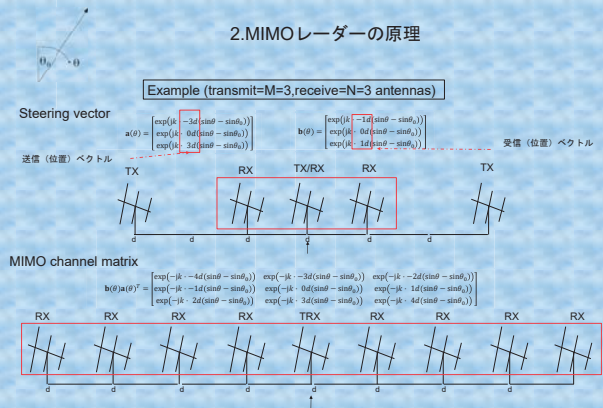 2.MIMOレーダーの原理
θ₀ θ
Example (transmit=M=3,receive=N=3 antennas)
Steering vector
a(θ) = [exp(jk · −3d(sinθ − sinθ₀))
exp(jk · 0d(sinθ − sinθ₀))
exp(jk · 3d(sinθ − sinθ₀))]
b(θ) = [exp(jk · −1d(sinθ − sinθ₀))
exp(jk · 0d(sinθ − sinθ₀))
exp(jk · 1d(sinθ − sinθ₀))]
送信（位置）ベクトル
受信（位置）ベクトル
TX RX TX/RX RX TX
d d d d d d
MIMO channel matrix
b(θ)a(θ)ᵀ = [exp(−jk · −4d(sinθ − sinθ₀)) exp(−jk · −3d(sinθ − sinθ₀)) exp(−jk · −2d(sinθ − sinθ₀))
exp(−jk · −1d(sinθ − sinθ₀)) exp(−jk · 0d(sinθ − sinθ₀)) exp(−jk · 1d(sinθ − sinθ₀))
exp(−jk · 2d(sinθ − sinθ₀)) exp(−jk · 3d(sinθ − sinθ₀)) exp(−jk · 4d(sinθ − sinθ₀))]
RX RX RX RX TRX RX RX RX RX
d d d d d d d d